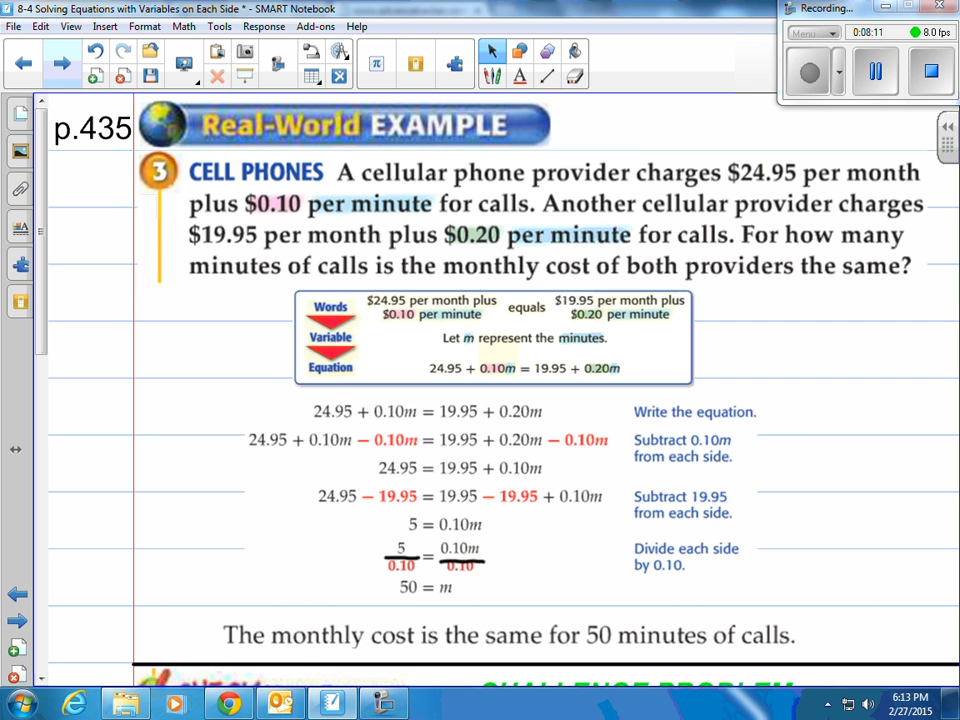 8-4 Solving Equations with Variables on Each Side * - SMART Notebook
Recording...
File Edit View Insert Format Math Tools Response Add-ons Help
Menu 0:08:11 8.0 fps
p.435
Real-World EXAMPLE
3 CELL PHONES A cellular phone provider charges $24.95 per month
plus $0.10 per minute for calls. Another cellular provider charges
$19.95 per month plus $0.20 per minute for calls. For how many
minutes of calls is the monthly cost of both providers the same?
Words $24.95 per month plus $0.10 per minute equals $19.95 per month plus $0.20 per minute
Variable Let m represent the minutes.
Equation 24.95 + 0.10m = 19.95 + 0.20m
24.95 + 0.10m = 19.95 + 0.20m Write the equation.
24.95 + 0.10m − 0.10m = 19.95 + 0.20m − 0.10m Subtract 0.10m
from each side.
24.95 = 19.95 + 0.10m
24.95 − 19.95 = 19.95 − 19.95 + 0.10m Subtract 19.95
from each side.
5 = 0.10m
5 = 0.10m Divide each side
0.10 0.10 by 0.10.
50 = m
The monthly cost is the same for 50 minutes of calls.
CHALLENGE PROBLEM
6:13 PM
2/27/2015